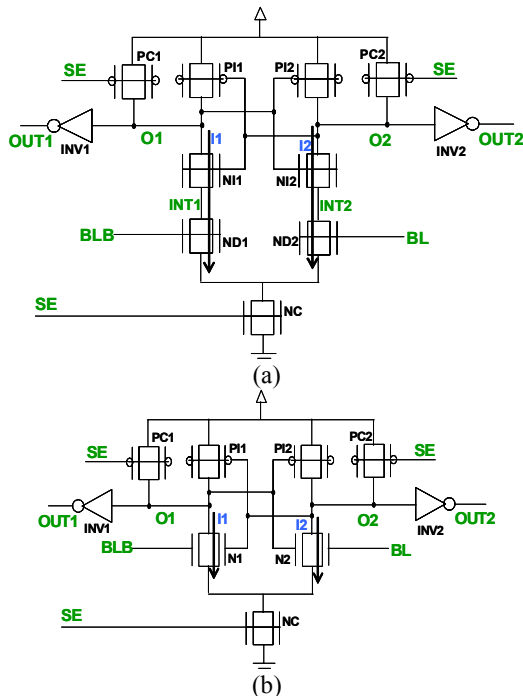 PC1 PI1 PI2 PC2
SE SE
OUT1 O1 I1 I2 O2 OUT2
INV1 NI1 NI2 INV2
INT1 INT2
BLB ND1 ND2 BL
SE NC
(a)
PC1 PI1 PI2 PC2
SE SE
OUT1 O1 I1 I2 O2 OUT2
INV1 INV2
BLB N1 N2 BL
SE NC
(b)